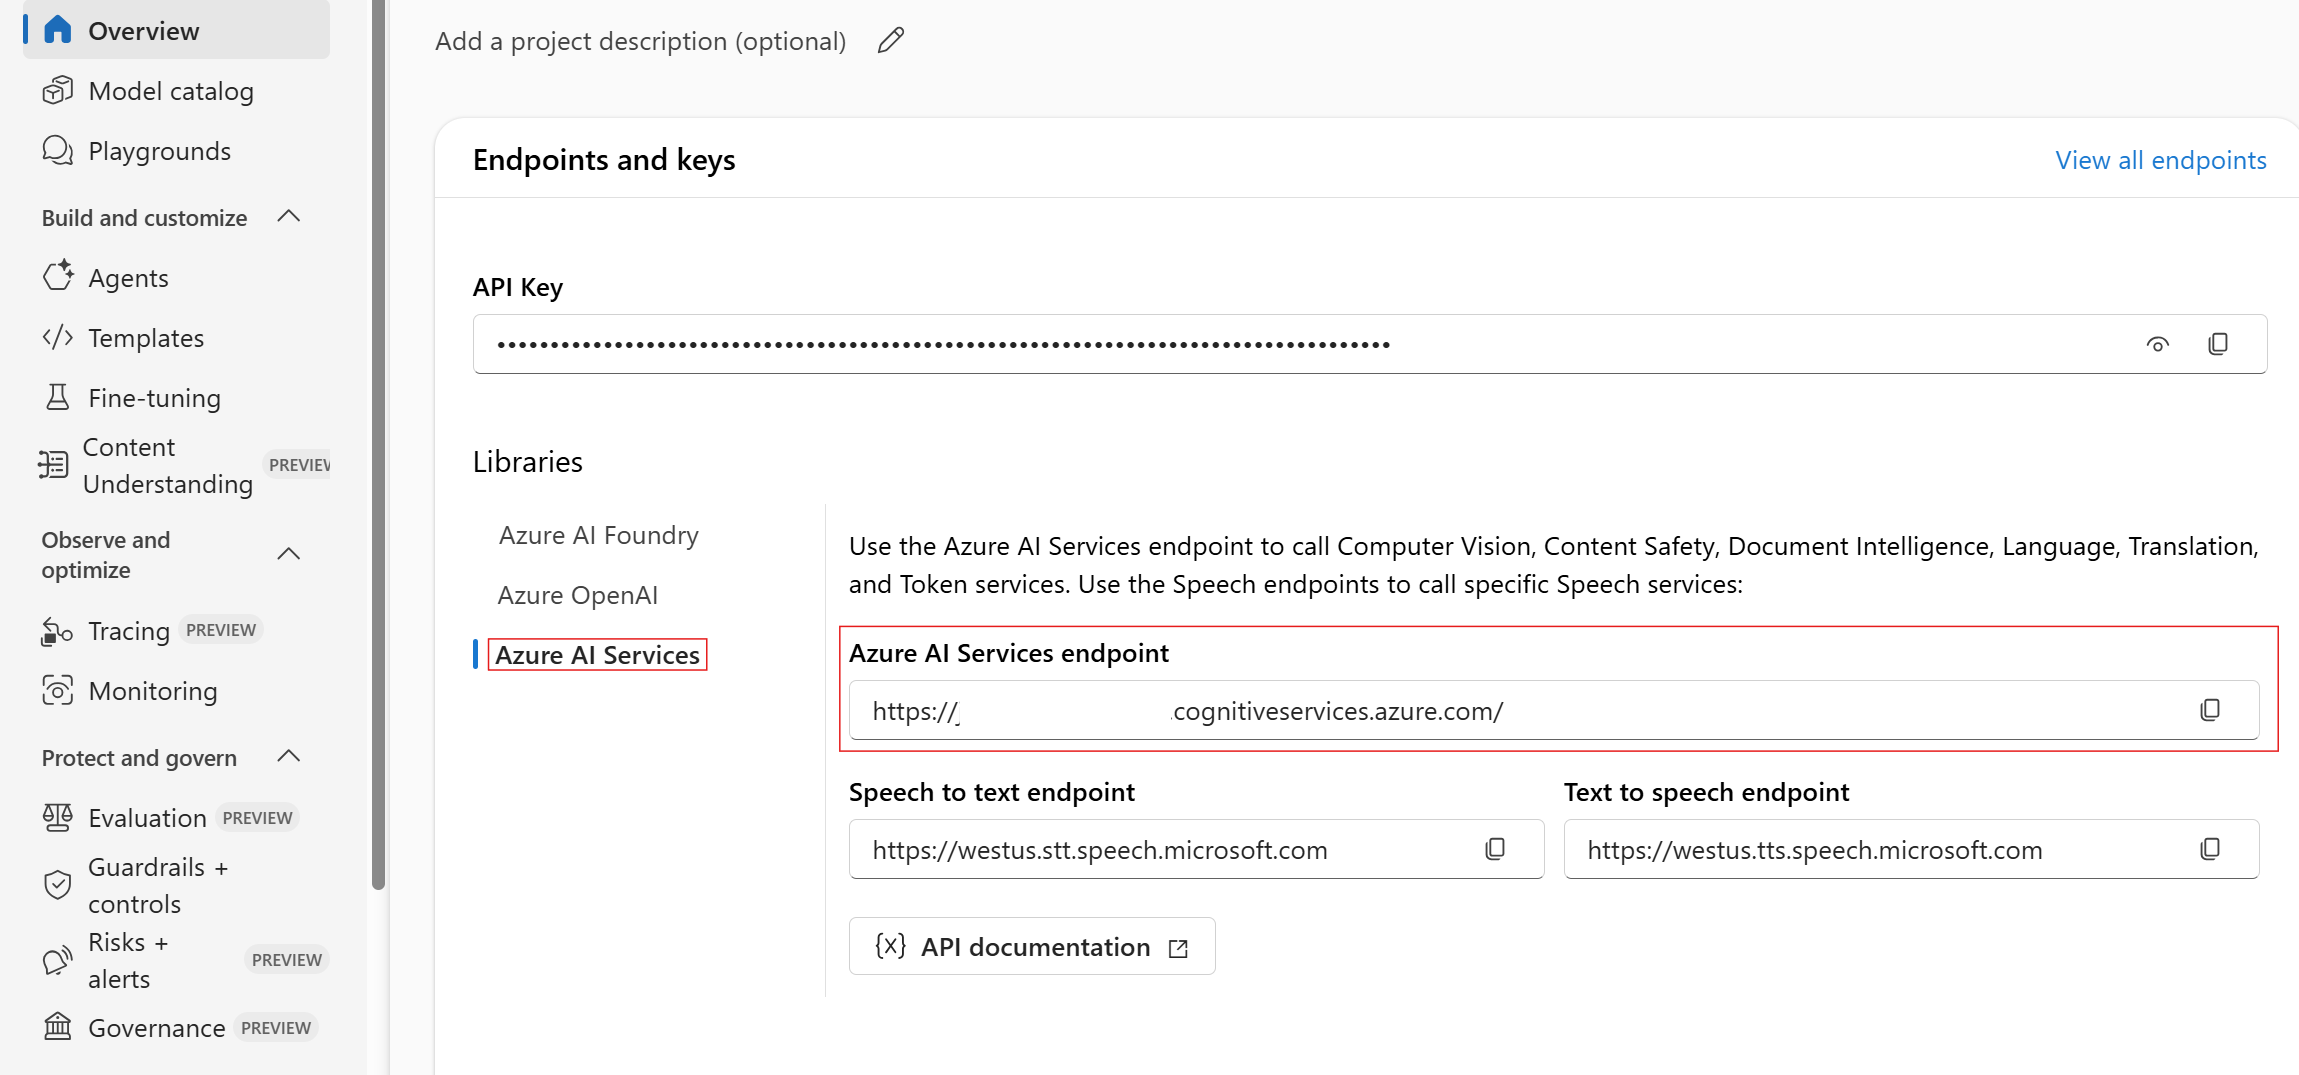 Overview
Model catalog
Playgrounds
Build and customize
Agents
Templates
Fine-tuning
Content
Understanding
PREVIEW
Observe and
optimize
Tracing PREVIEW
Monitoring
Protect and govern
Evaluation PREVIEW
Guardrails +
controls
Risks +
alerts
PREVIEW
Governance PREVIEW
Add a project description (optional)
Endpoints and keys
View all endpoints
API Key
••••••••••••••••••••••••••••••••••••••••••••••••••••••••••••••••••••••••••••••••••••
Libraries
Azure AI Foundry
Azure OpenAI
Azure AI Services
Use the Azure AI Services endpoint to call Computer Vision, Content Safety, Document Intelligence, Language, Translation,
and Token services. Use the Speech endpoints to call specific Speech services:
Azure AI Services endpoint
https:// .cognitiveservices.azure.com/
Speech to text endpoint
https://westus.stt.speech.microsoft.com
Text to speech endpoint
https://westus.tts.speech.microsoft.com
{x} API documentation